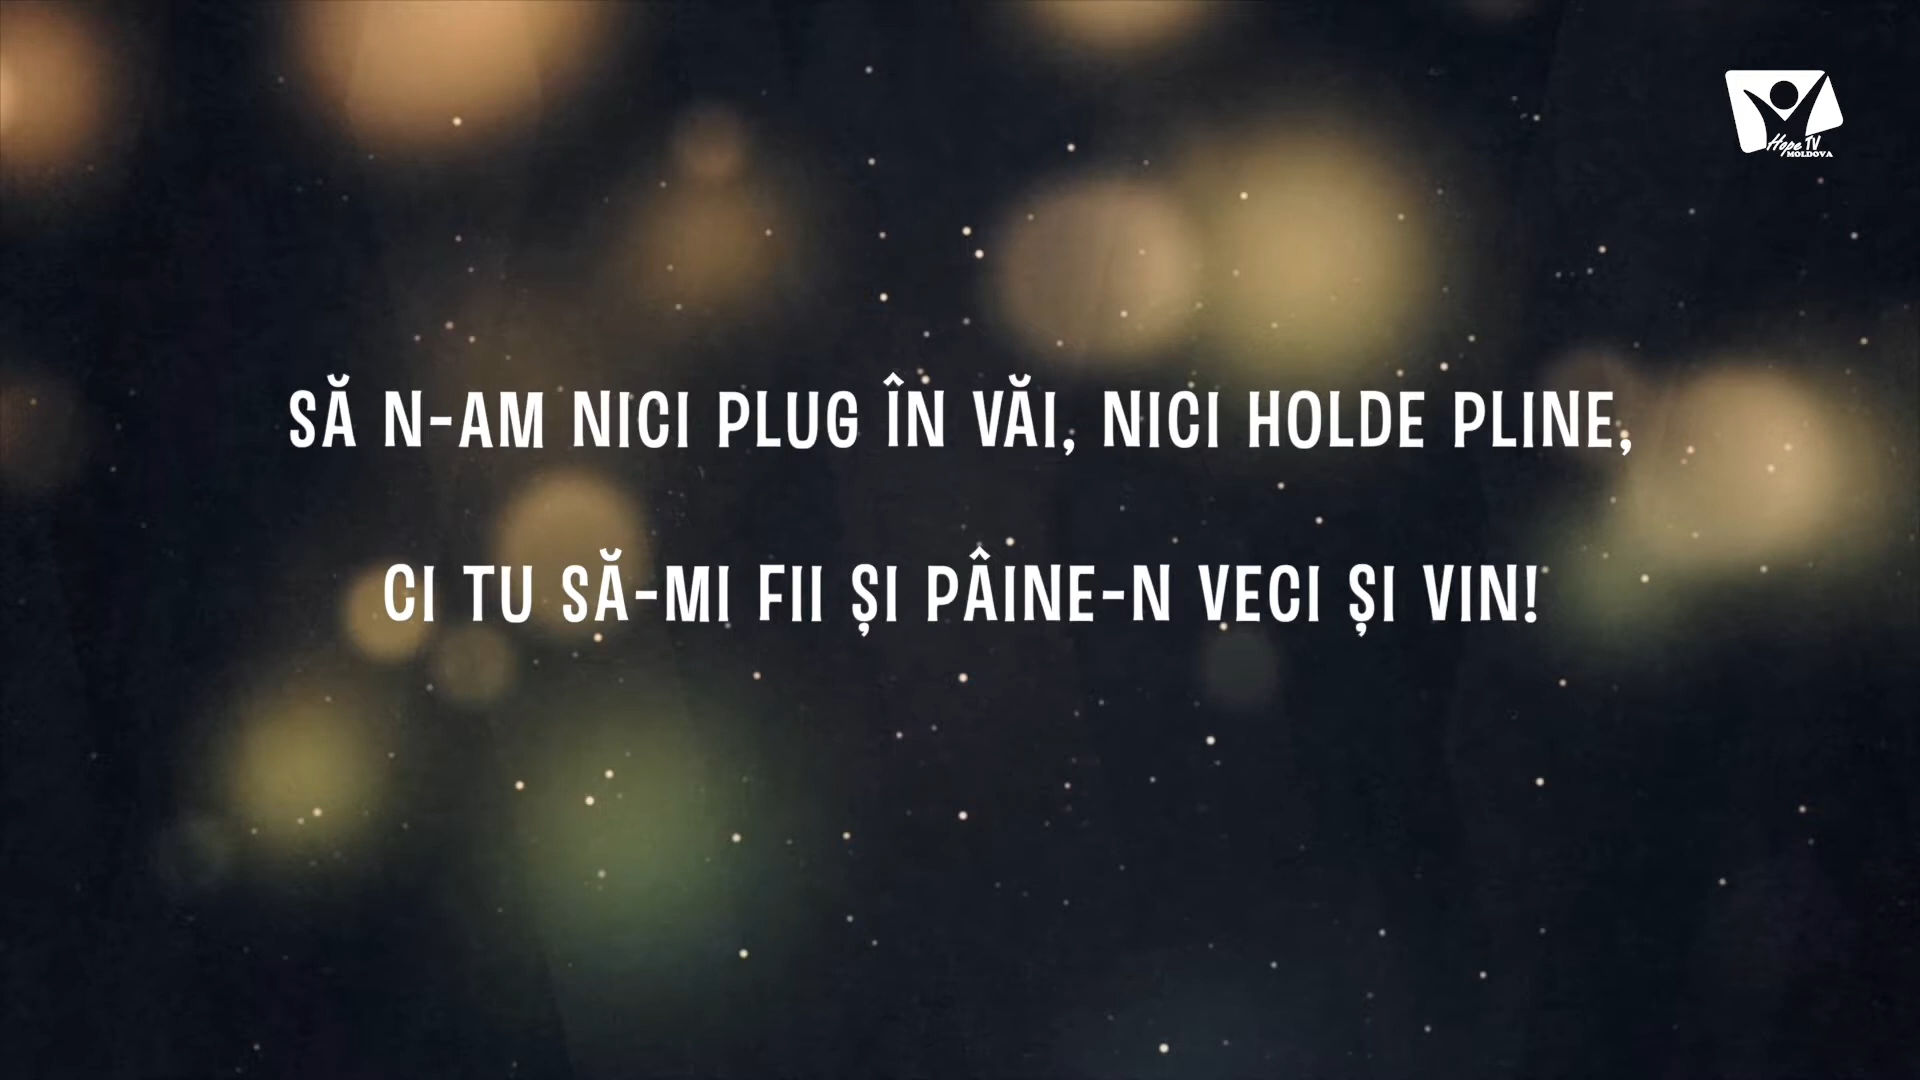 Hope TV
MOLDOVA
SĂ N-AM NICI PLUG ÎN VĂI, NICI HOLDE PLINE,
CI TU SĂ-MI FII ȘI PÂINE-N VECI ȘI VIN!